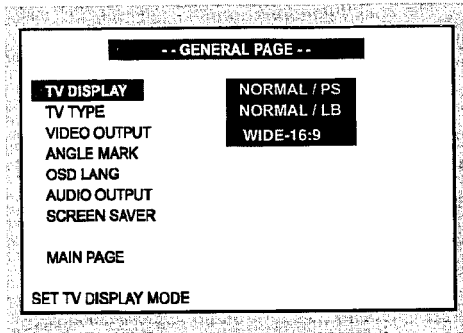 - - GENERAL PAGE - -
TV DISPLAY
NORMAL / PS
TV TYPE
NORMAL / LB
VIDEO OUTPUT
WIDE-16:9
ANGLE MARK
OSD LANG
AUDIO OUTPUT
SCREEN SAVER
MAIN PAGE
SET TV DISPLAY MODE